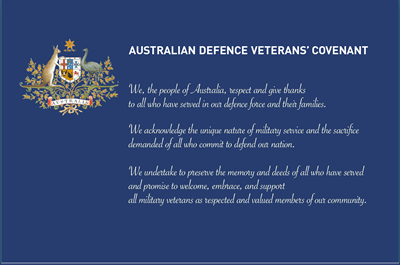 AUSTRALIAN DEFENCE VETERANS' COVENANT
We, the people of Australia, respect and give thanks
to all who have served in our defence force and their families.
We acknowledge the unique nature of military service and the sacrifice
demanded of all who commit to defend our nation.
We undertake to preserve the memory and deeds of all who have served
and promise to welcome, embrace, and support
all military veterans as respected and valued members of our community.
AUSTRALIA